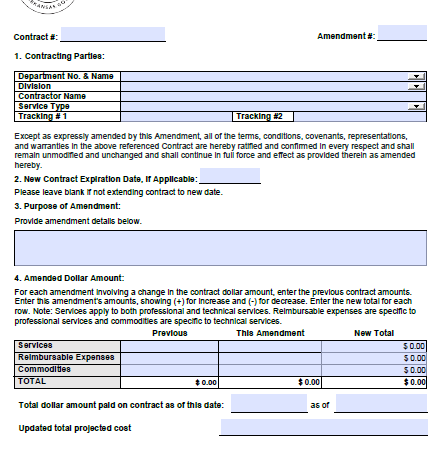 ARKANSAS GO
Contract #: Amendment #:
1. Contracting Parties:
Department No. & Name
Division
Contractor Name
Service Type
Tracking # 1 Tracking #2
Except as expressly amended by this Amendment, all of the terms, conditions, covenants, representations,
and warranties in the above referenced Contract are hereby ratified and confirmed in every respect and shall
remain unmodified and unchanged and shall continue in full force and effect as provided therein as amended
hereby.
2. New Contract Expiration Date, If Applicable:
Please leave blank if not extending contract to new date.
3. Purpose of Amendment:
Provide amendment details below.
4. Amended Dollar Amount:
For each amendment involving a change in the contract dollar amount, enter the previous contract amounts.
Enter this amendment's amounts, showing (+) for increase and (-) for decrease. Enter the new total for each
row. Note: Services apply to both professional and technical services. Reimbursable expenses are specific to
professional services and commodities are specific to technical services.
Previous This Amendment New Total
Services $ 0.00
Reimbursable Expenses $ 0.00
Commodities $ 0.00
TOTAL $ 0.00 $ 0.00 $ 0.00
Total dollar amount paid on contract as of this date: as of
Updated total projected cost